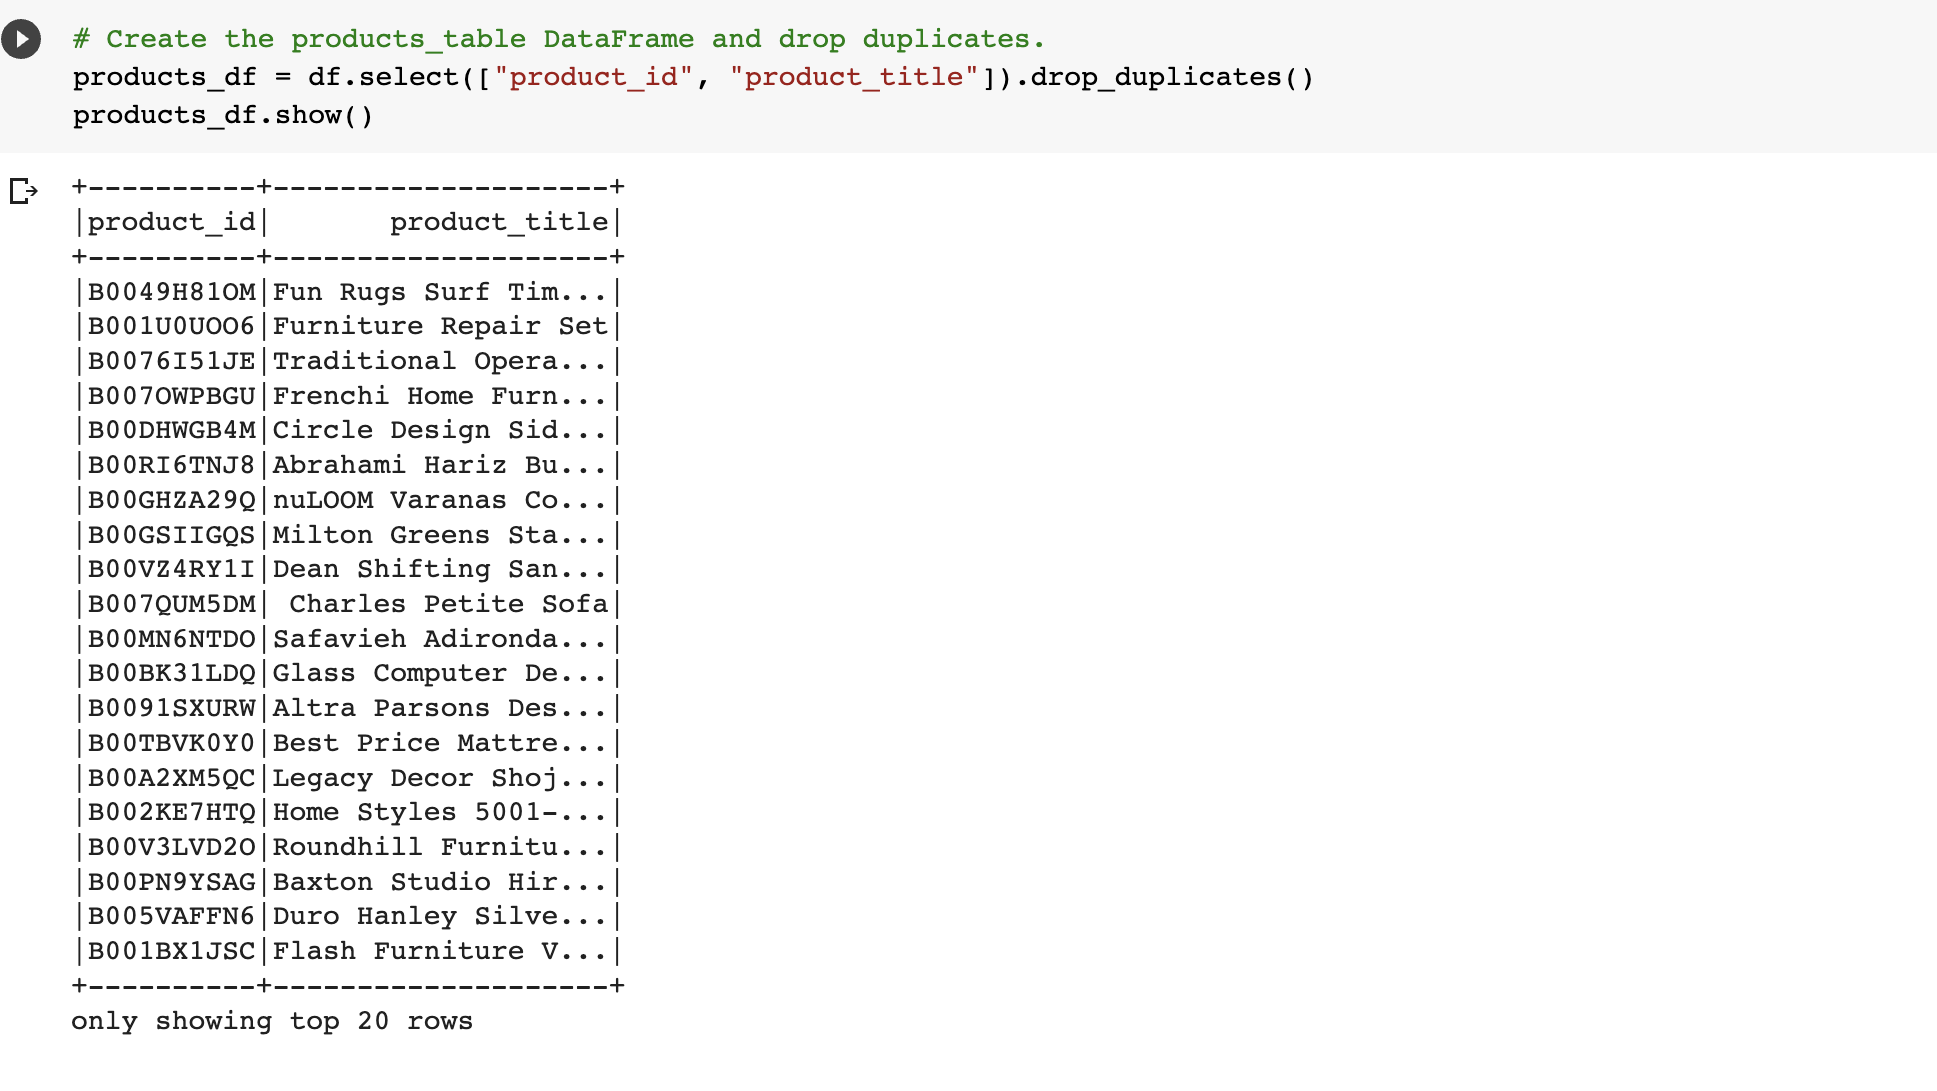 # Create the products_table DataFrame and drop duplicates.
products_df = df.select(["product_id", "product_title"]).drop_duplicates()
products_df.show()
+----------+--------------------+
|product_id|       product_title|
+----------+--------------------+
|B0049H81OM|Fun Rugs Surf Tim...|
|B001U0UOO6|Furniture Repair Set|
|B0076I51JE|Traditional Opera...|
|B007OWPBGU|Frenchi Home Furn...|
|B00DHWGB4M|Circle Design Sid...|
|B00RI6TNJ8|Abrahami Hariz Bu...|
|B00GHZA29Q|nuLOOM Varanas Co...|
|B00GSIIGQS|Milton Greens Sta...|
|B00VZ4RY1I|Dean Shifting San...|
|B007QUM5DM| Charles Petite Sofa|
|B00MN6NTDO|Safavieh Adironda...|
|B00BK31LDQ|Glass Computer De...|
|B0091SXURW|Altra Parsons Des...|
|B00TBVK0Y0|Best Price Mattre...|
|B00A2XM5QC|Legacy Decor Shoj...|
|B002KE7HTQ|Home Styles 5001-...|
|B00V3LVD2O|Roundhill Furnitu...|
|B00PN9YSAG|Baxton Studio Hir...|
|B005VAFFN6|Duro Hanley Silve...|
|B001BX1JSC|Flash Furniture V...|
+----------+--------------------+
only showing top 20 rows